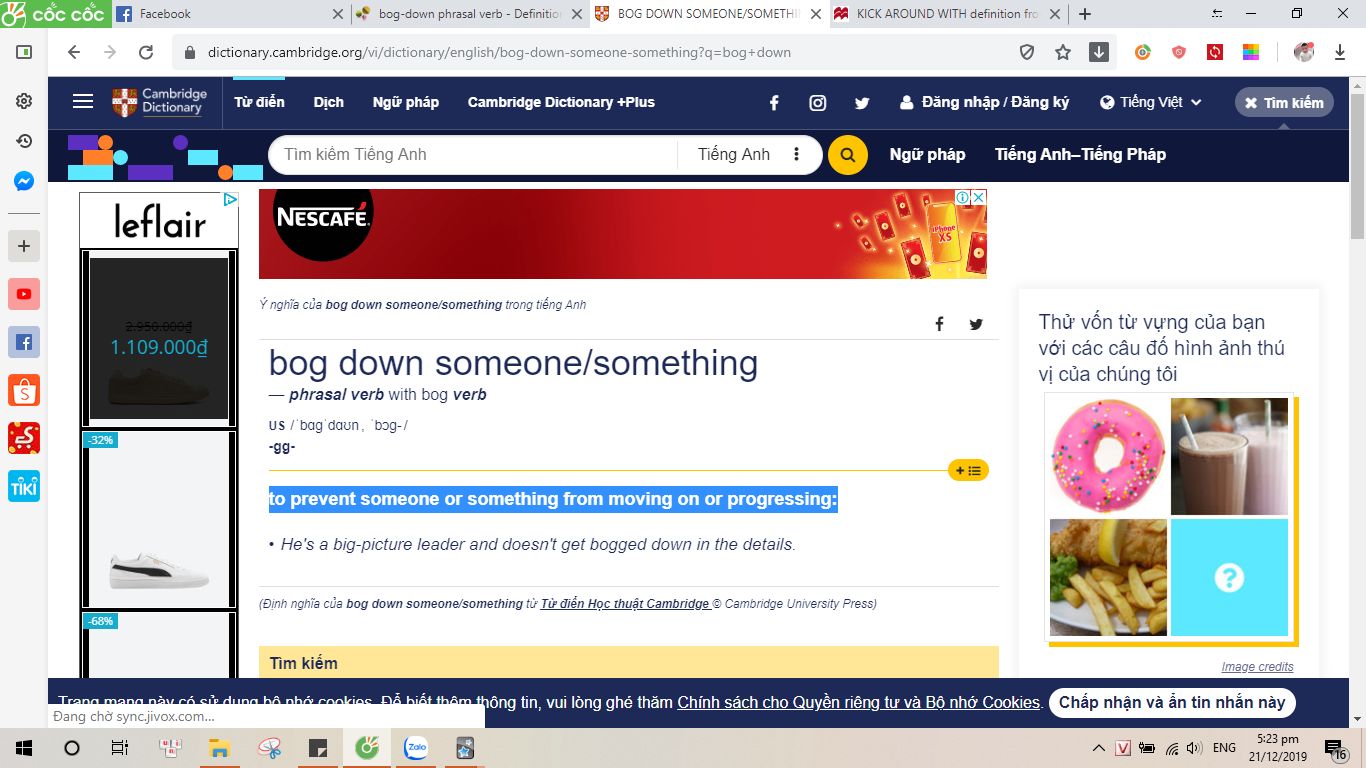 cốc cốc
Facebook
bog-down phrasal verb - Definition
BOG DOWN SOMEONE/SOMETHI
KICK AROUND WITH definition fro
dictionary.cambridge.org/vi/dictionary/english/bog-down-someone-something?q=bog+down
Cambridge Dictionary
Từ điển
Dịch
Ngữ pháp
Cambridge Dictionary +Plus
Đăng nhập / Đăng ký
Tiếng Việt
Tìm kiếm
Tìm kiếm Tiếng Anh
Tiếng Anh
Ngữ pháp
Tiếng Anh–Tiếng Pháp
leflair
2.950.000₫
1.109.000₫
-32%
-68%
NESCAFÉ
iPhone
XS
Ý nghĩa của bog down someone/something trong tiếng Anh
bog down someone/something
— phrasal verb with bog verb
US /ˈbɑɡˈdɑʊn, ˈbɔɡ-/
-gg-
to prevent someone or something from moving on or progressing:
• He's a big-picture leader and doesn't get bogged down in the details.
(Định nghĩa của bog down someone/something từ Từ điển Học thuật Cambridge © Cambridge University Press)
Tìm kiếm
Thử vốn từ vựng của bạn
với các câu đố hình ảnh thú
vị của chúng tôi
?
Image credits
Trang mạng này có sử dụng bộ nhớ cookies. Để biết thêm thông tin, vui lòng ghé thăm Chính sách cho Quyền riêng tư và Bộ nhớ Cookies.
Chấp nhận và ẩn tin nhắn này
Đang chờ sync.jivox.com...
TIKI
Zalo
V
ENG
5:23 pm
21/12/2019
16